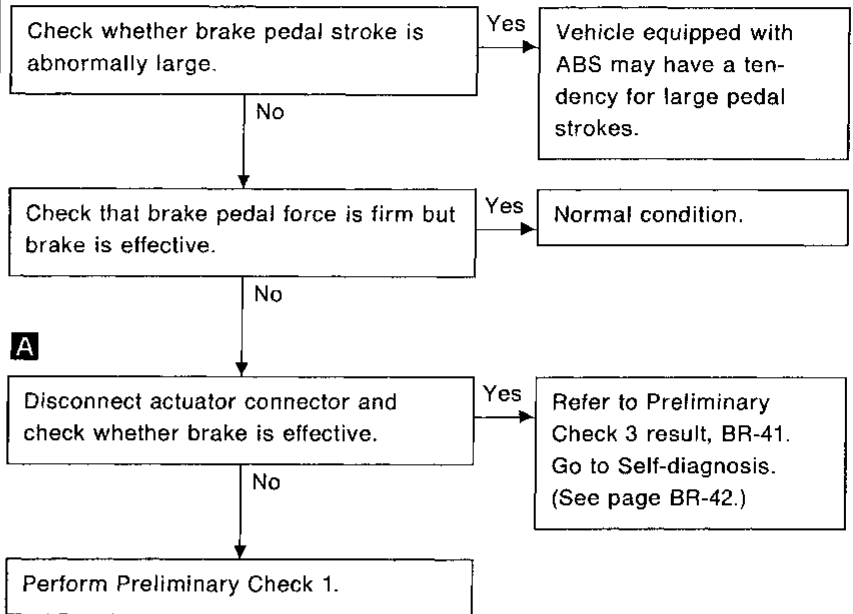 Check whether brake pedal stroke is
abnormally large.
Yes
Vehicle equipped with
ABS may have a ten-
dency for large pedal
strokes.
No
Check that brake pedal force is firm but
brake is effective.
Yes
Normal condition.
No
A
Disconnect actuator connector and
check whether brake is effective.
Yes
Refer to Preliminary
Check 3 result, BR-41.
Go to Self-diagnosis.
(See page BR-42.)
No
Perform Preliminary Check 1.